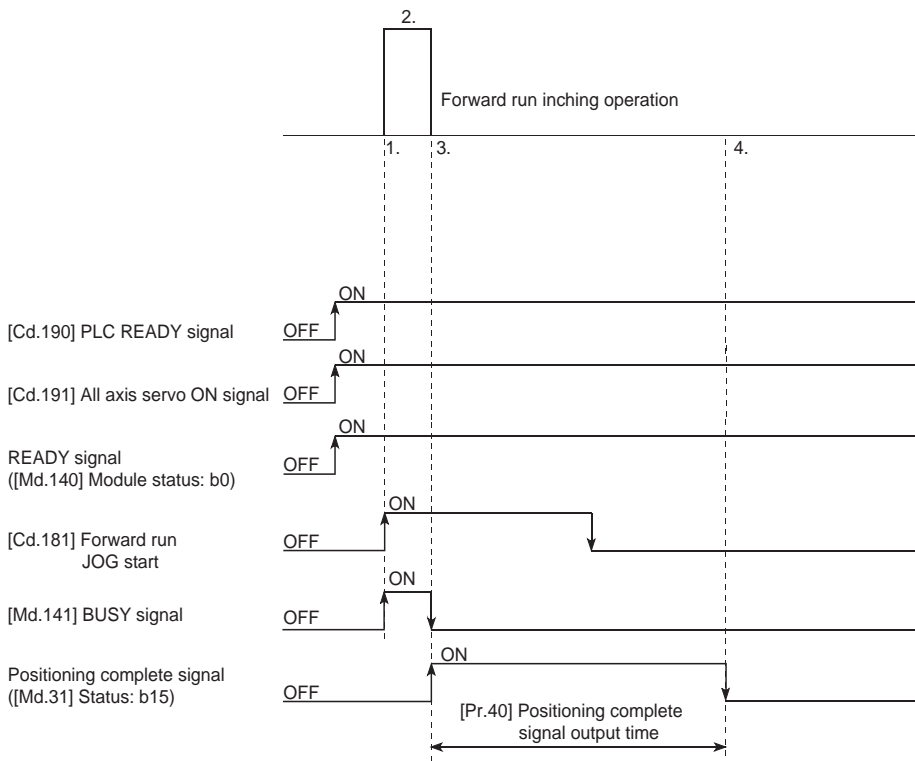 2.
Forward run inching operation
1.
3.
4.
ON
[Cd.190] PLC READY signal
OFF
ON
[Cd.191] All axis servo ON signal
OFF
ON
READY signal
([Md.140] Module status: b0)
OFF
ON
[Cd.181] Forward run
JOG start
OFF
ON
[Md.141] BUSY signal
OFF
ON
Positioning complete signal
([Md.31] Status: b15)
OFF
[Pr.40] Positioning complete
signal output time